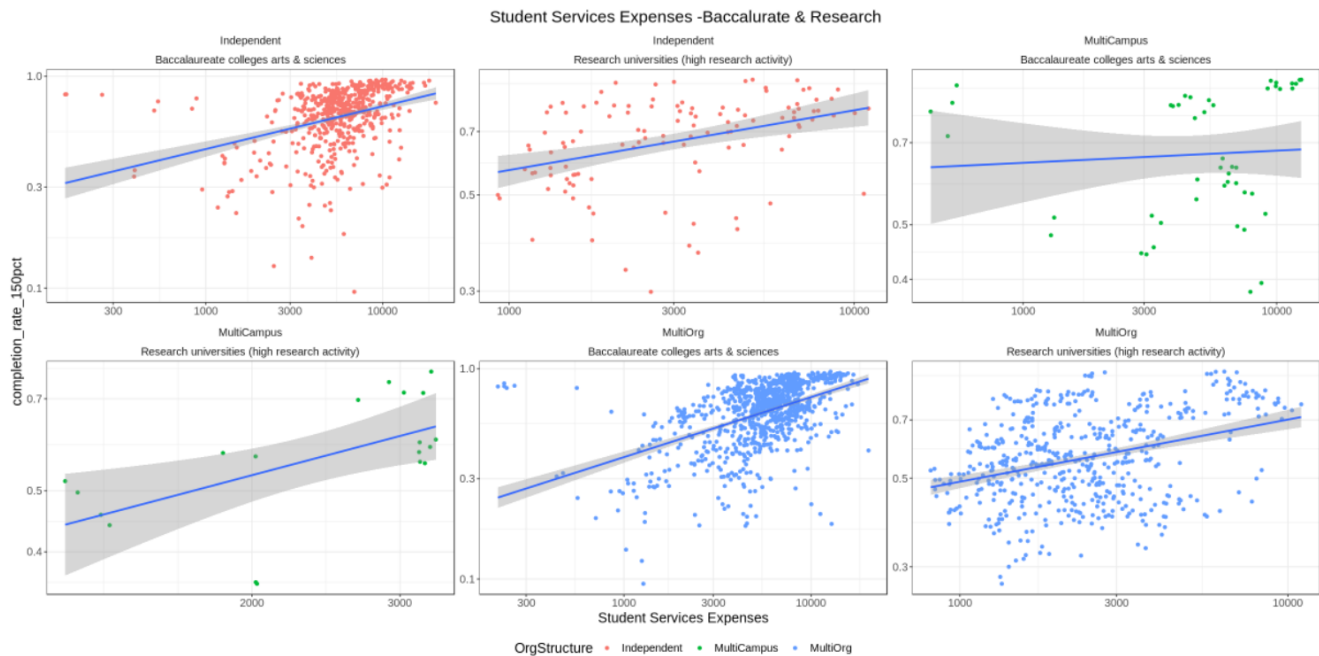 Student Services Expenses -Baccalurate & Research
Independent
Baccalaureate colleges arts & sciences
1.0
0.3
0.1
300
1000
3000
10000
Independent
Research universities (high research activity)
0.7
0.5
0.3
1000
3000
10000
MultiCampus
Baccalaureate colleges arts & sciences
0.7
0.5
0.4
1000
3000
10000
completion_rate_150pct
MultiCampus
Research universities (high research activity)
0.7
0.5
0.4
2000
3000
MultiOrg
Baccalaureate colleges arts & sciences
1.0
0.3
0.1
300
1000
3000
10000
MultiOrg
Research universities (high research activity)
0.7
0.5
0.3
1000
3000
10000
Student Services Expenses
OrgStructure Independent MultiCampus MultiOrg